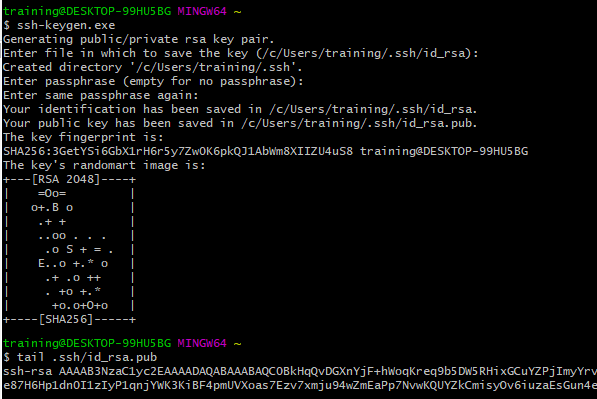 training@DESKTOP-99HU5BG MINGW64 ~
$ ssh-keygen.exe
Generating public/private rsa key pair.
Enter file in which to save the key (/c/Users/training/.ssh/id_rsa):
Created directory '/c/Users/training/.ssh'.
Enter passphrase (empty for no passphrase):
Enter same passphrase again:
Your identification has been saved in /c/Users/training/.ssh/id_rsa.
Your public key has been saved in /c/Users/training/.ssh/id_rsa.pub.
The key fingerprint is:
SHA256:3GetYSi6GbX1rH6r5y7ZwOK6pkQJ1AbWm8XIIZU4uS8 training@DESKTOP-99HU5BG
The key's randomart image is:
+---[RSA 2048]----+
|    =Oo=         |
|   o+.B o        |
|    .+ +         |
|    ..oo . . .   |
|     .o S + = .  |
|    E..o +.* o   |
|     .+ .o ++    |
|     . +o +.*    |
|      +o.o+O+o   |
+----[SHA256]-----+
training@DESKTOP-99HU5BG MINGW64 ~
$ tail .ssh/id_rsa.pub
ssh-rsa AAAAB3NzaC1yc2EAAAADAQABAAABAQC0BkHqQvDGXnYjF+hWoqKreq9b5DW5RHixGCuYZPjImyYrv
e87H6Hp1dnOI1zIyP1qnjYWK3KiBF4pmUVXoas7Ezv7xmju94wZmEaPp7NvwKQUYZkCmisyOv6iuzaEsGun4e